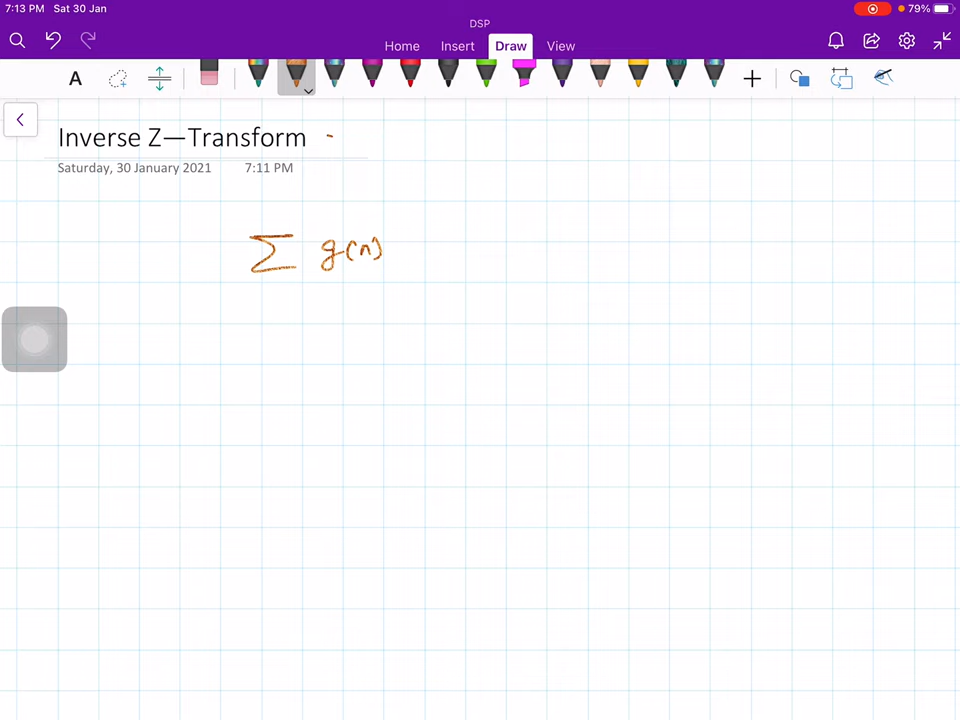 7:13 PM Sat 30 Jan 79%
DSP
Home Insert Draw View
A
Inverse Z—Transform -
Saturday, 30 January 2021 7:11 PM
∑ g(n)